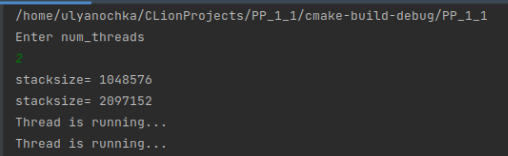 /home/ulyanochka/CLionProjects/PP_1_1/cmake-build-debug/PP_1_1
Enter num_threads
2
stacksize= 1048576
stacksize= 2097152
Thread is running...
Thread is running...